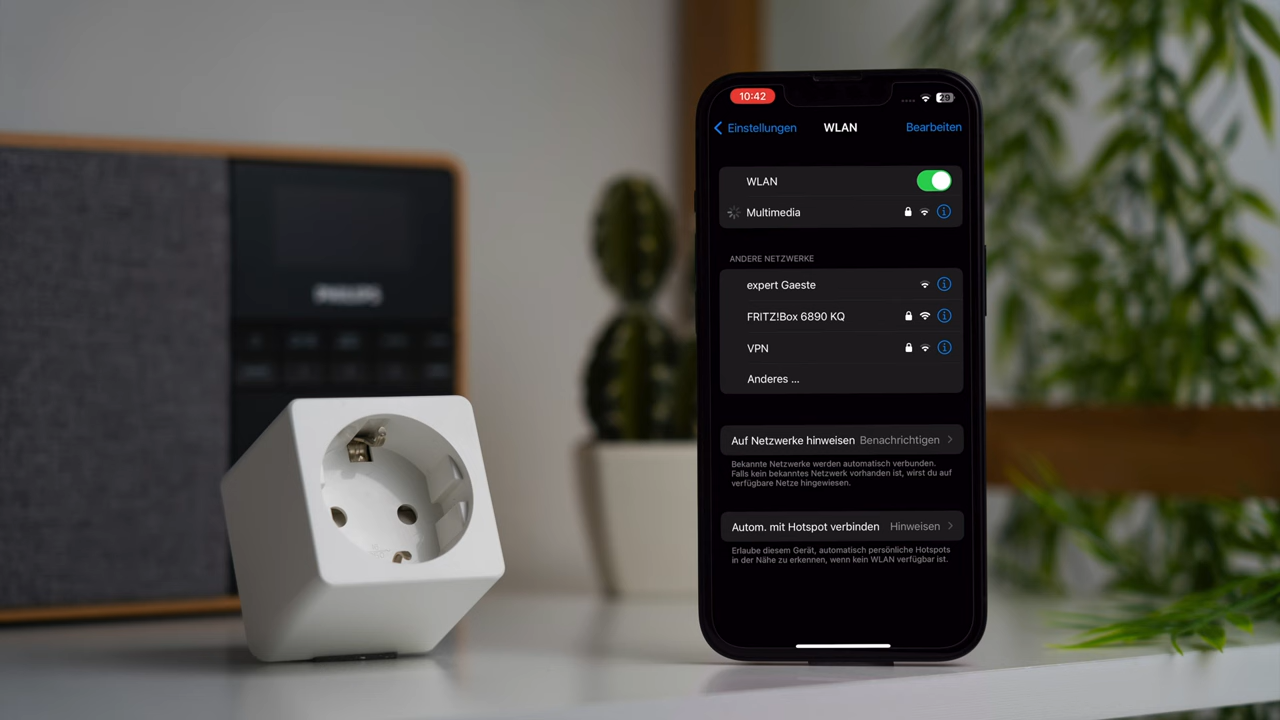 PHILIPS
10:42
29
Einstellungen
WLAN
Bearbeiten
WLAN
Multimedia
ANDERE NETZWERKE
expert Gaeste
FRITZ!Box 6890 KQ
VPN
Anderes ...
Auf Netzwerke hinweisen Benachrichtigen
Bekannte Netzwerke werden automatisch verbunden.
Falls kein bekanntes Netzwerk vorhanden ist, wirst du auf
verfügbare Netze hingewiesen.
Autom. mit Hotspot verbinden Hinweisen
Erlaube diesem Gerät, automatisch persönliche Hotspots
in der Nähe zu erkennen, wenn kein WLAN verfügbar ist.